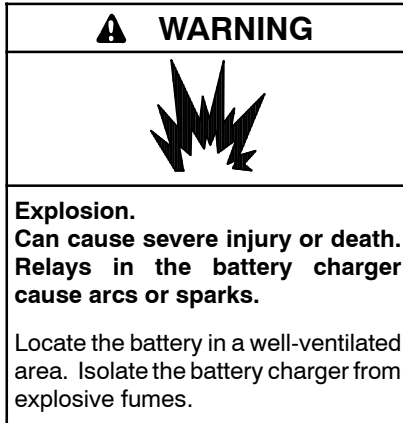 WARNING
Explosion.
Can cause severe injury or death.
Relays in the battery charger
cause arcs or sparks.
Locate the battery in a well-ventilated
area. Isolate the battery charger from
explosive fumes.